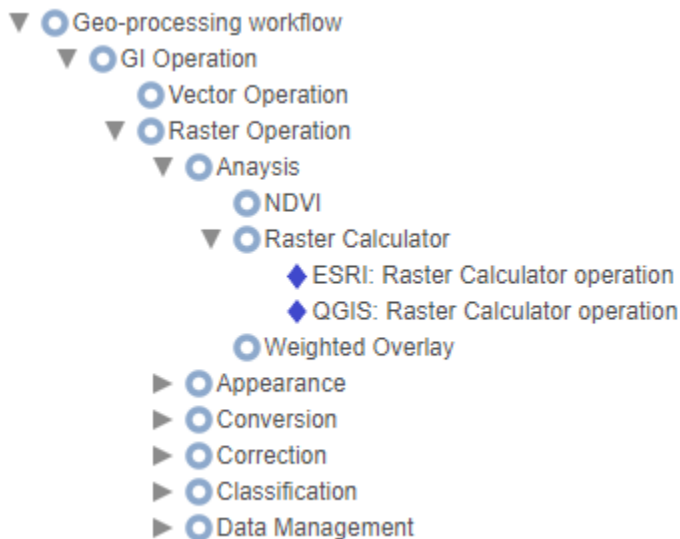 Geo-processing workflow
GI Operation
Vector Operation
Raster Operation
Anaysis
NDVI
Raster Calculator
ESRI: Raster Calculator operation
QGIS: Raster Calculator operation
Weighted Overlay
Appearance
Conversion
Correction
Classification
Data Management